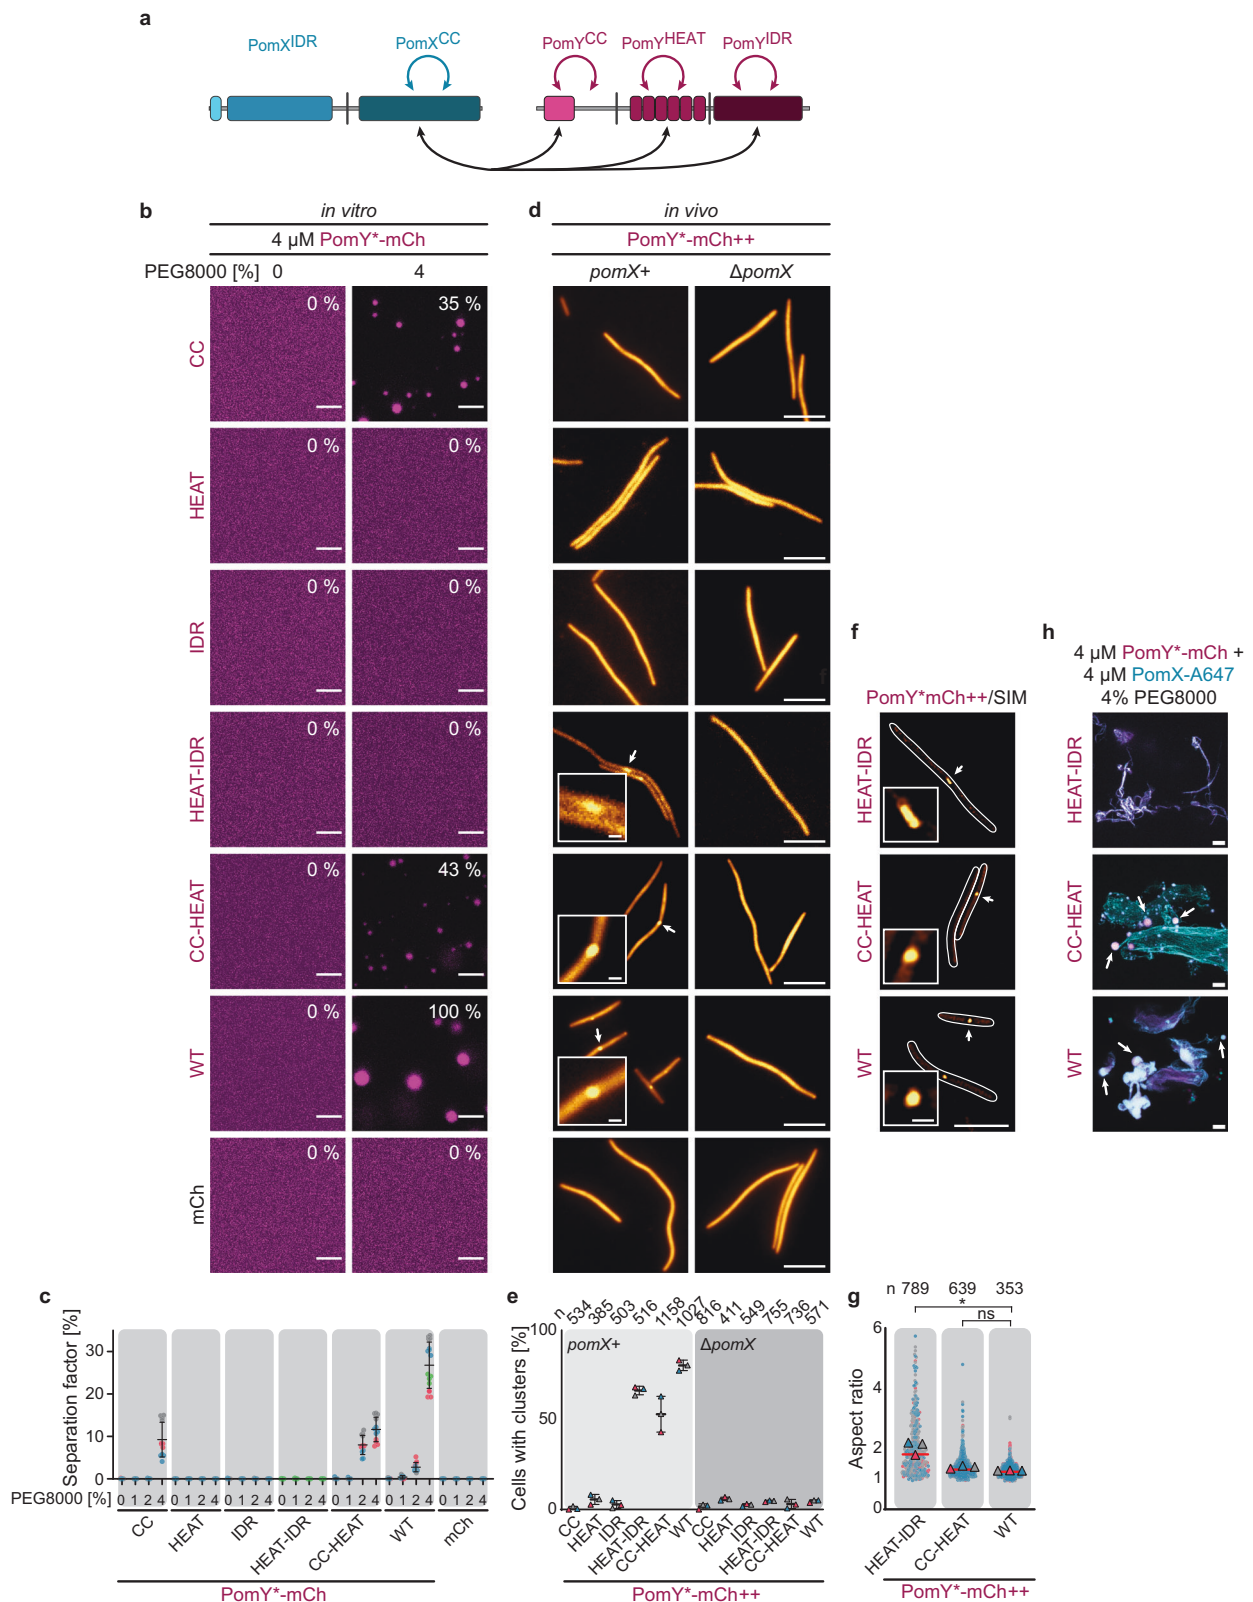 a
PomX^IDR PomX^CC PomY^CC PomY^HEAT PomY^IDR
b
in vitro
4 µM PomY*-mCh
PEG8000 [%] 0 4
CC
0 % 35 %
HEAT
0 % 0 %
IDR
0 % 0 %
HEAT-IDR
0 % 0 %
CC-HEAT
0 % 43 %
WT
0 % 100 %
mCh
0 % 0 %
d
in vivo
PomY*-mCh++
pomX+ ΔpomX
f
PomY*mCh++/SIM
HEAT-IDR
CC-HEAT
WT
h
4 µM PomY*-mCh +
4 µM PomX-A647
4% PEG8000
HEAT-IDR
CC-HEAT
WT
c
Separation factor [%]
30
20
10
0
PEG8000 [%] 0 1 2 4 0 1 2 4 0 1 2 4 0 1 2 4 0 1 2 4 0 1 2 4 0 1 2 4
CC HEAT IDR HEAT-IDR CC-HEAT WT mCh
PomY*-mCh
e
n 534 385 503 516 1158 1027 816 411 549 755 736 571
Cells with clusters [%]
100
50
0
pomX+ ΔpomX
CC HEAT IDR HEAT-IDR CC-HEAT WT CC HEAT IDR HEAT-IDR CC-HEAT WT
PomY*-mCh++
g
n 789 639 353
*
ns
Aspect ratio
6
4
2
1
0
HEAT-IDR CC-HEAT WT
PomY*-mCh++